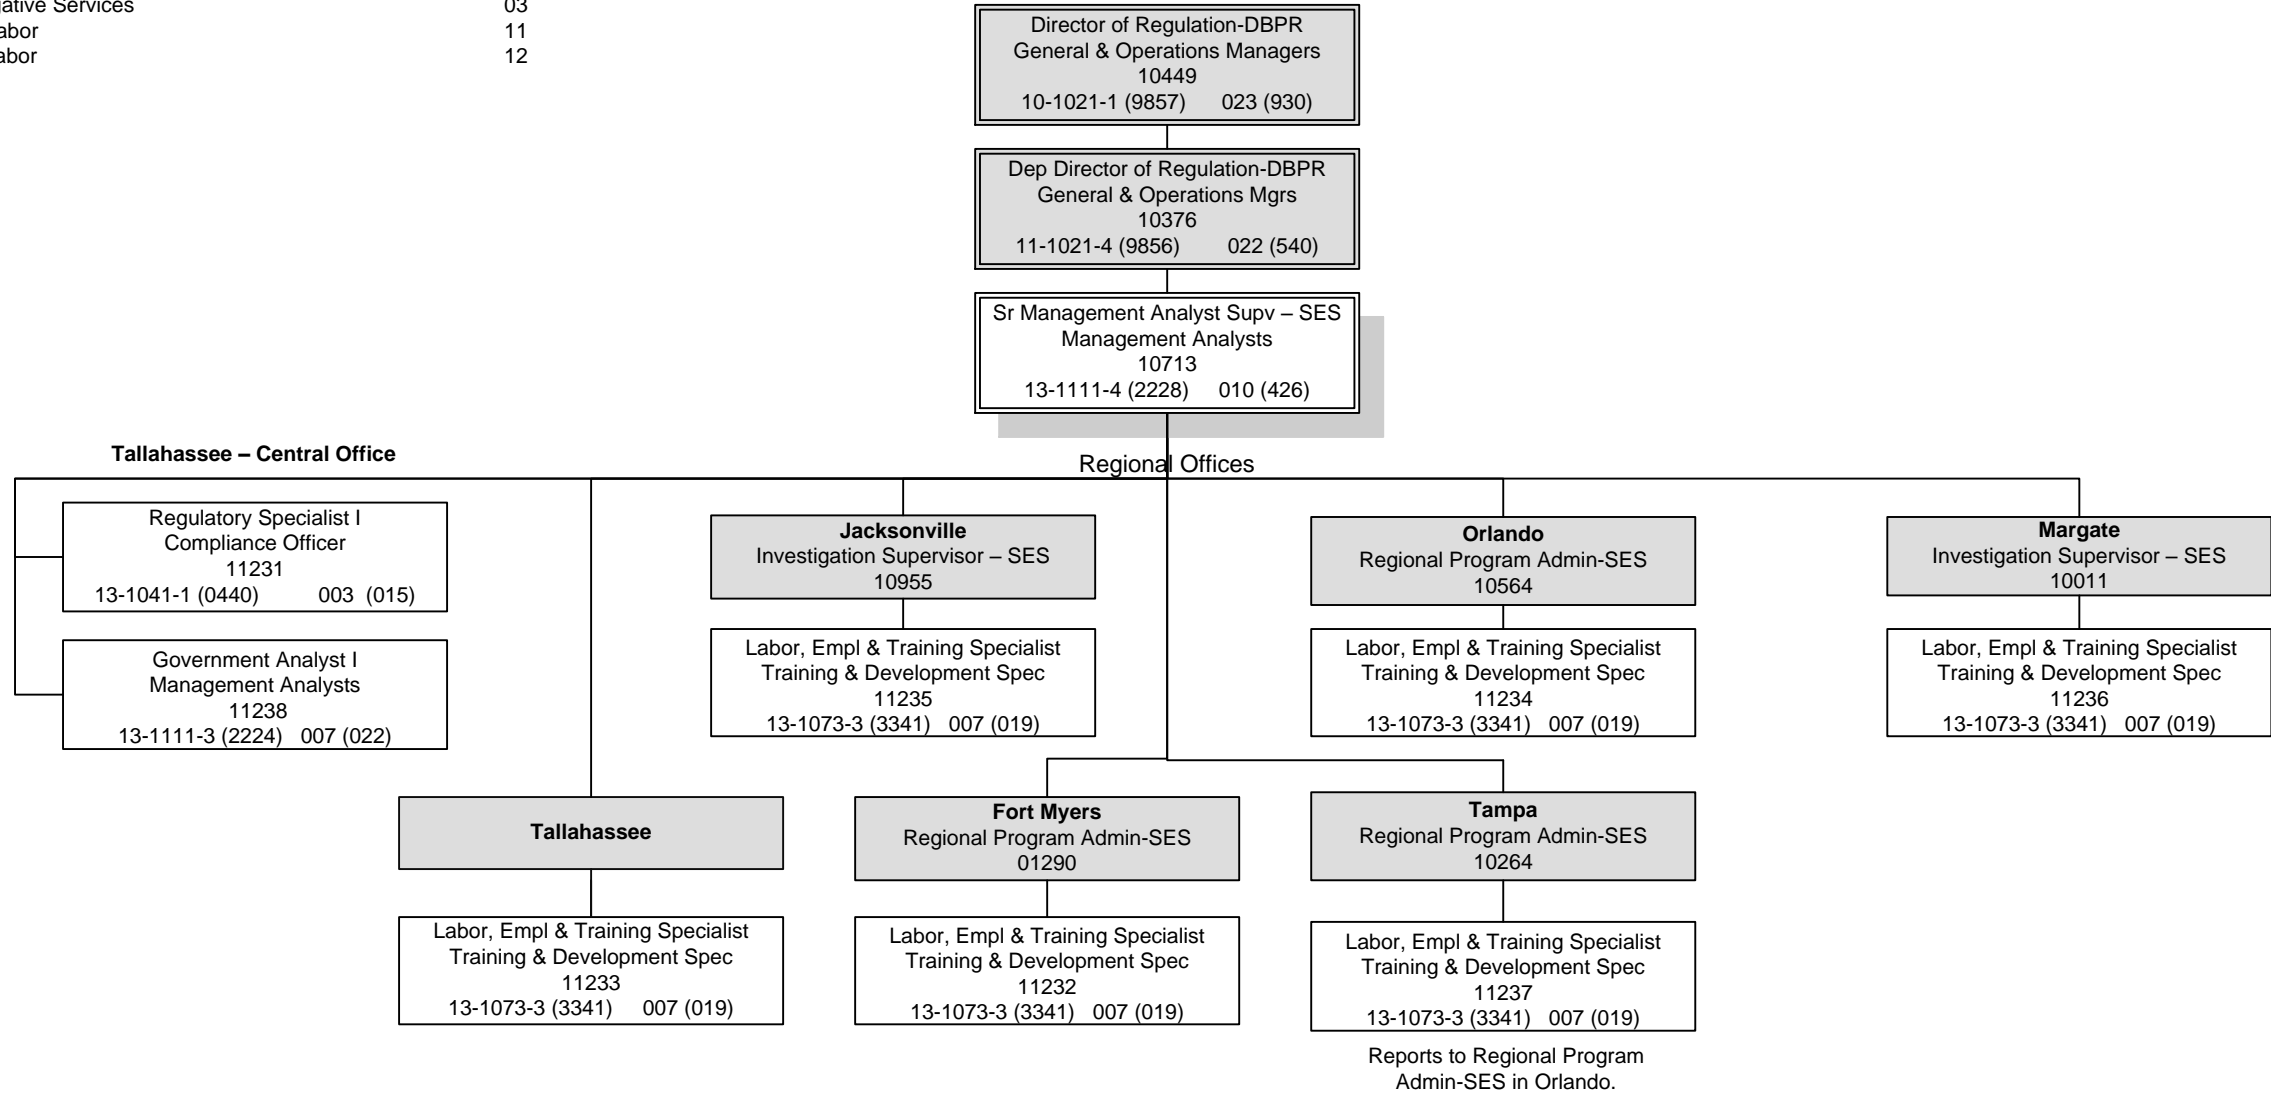 03
11
12
Director of Regulation-DBPR
General & Operations Managers
10449
10-1021-1 (9857) 023 (930)
Dep Director of Regulation-DBPR
General & Operations Mgrs
10376
11-1021-4 (9856) 022 (540)
Sr Management Analyst Supv – SES
Management Analysts
10713
13-1111-4 (2228) 010 (426)
Tallahassee – Central Office
Regional Offices
Regulatory Specialist I
Compliance Officer
11231
13-1041-1 (0440) 003 (015)
Government Analyst I
Management Analysts
11238
13-1111-3 (2224) 007 (022)
Jacksonville
Investigation Supervisor – SES
10955
Labor, Empl & Training Specialist
Training & Development Spec
11235
13-1073-3 (3341) 007 (019)
Orlando
Regional Program Admin-SES
10564
Labor, Empl & Training Specialist
Training & Development Spec
11234
13-1073-3 (3341) 007 (019)
Margate
Investigation Supervisor – SES
10011
Labor, Empl & Training Specialist
Training & Development Spec
11236
13-1073-3 (3341) 007 (019)
Tallahassee
Labor, Empl & Training Specialist
Training & Development Spec
11233
13-1073-3 (3341) 007 (019)
Fort Myers
Regional Program Admin-SES
01290
Labor, Empl & Training Specialist
Training & Development Spec
11232
13-1073-3 (3341) 007 (019)
Tampa
Regional Program Admin-SES
10264
Labor, Empl & Training Specialist
Training & Development Spec
11237
13-1073-3 (3341) 007 (019)
Reports to Regional Program
Admin-SES in Orlando.